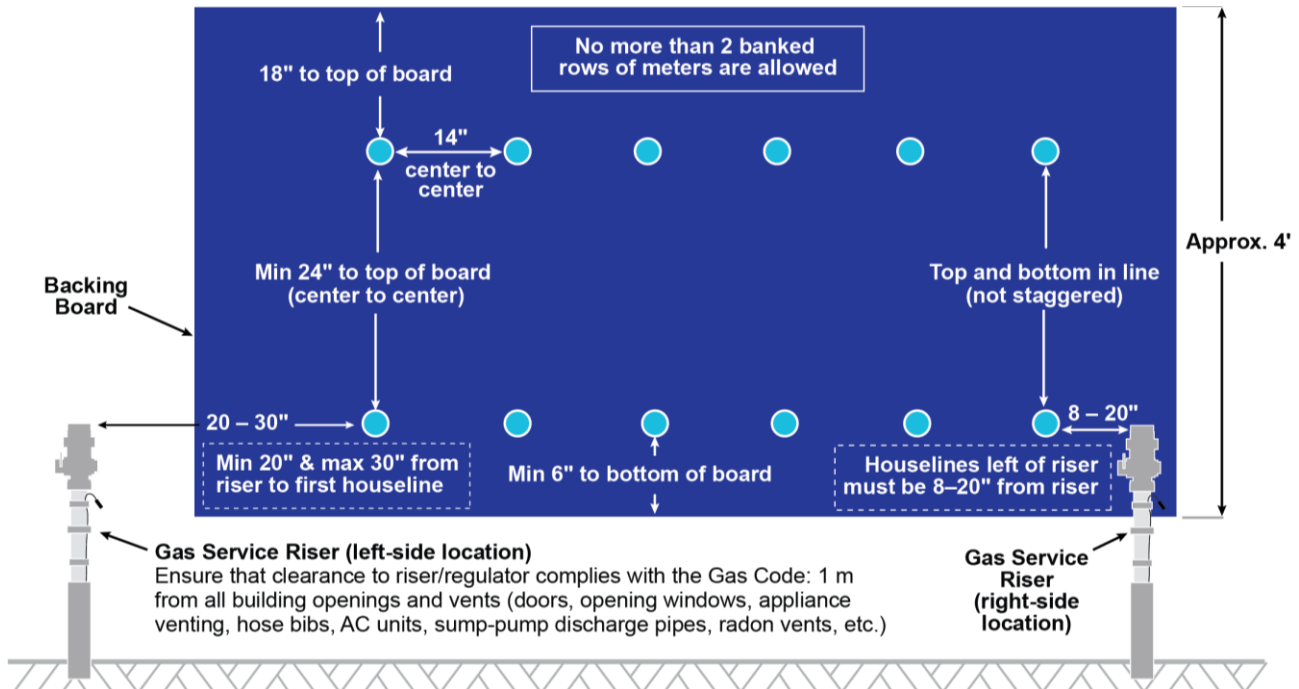 No more than 2 banked
rows of meters are allowed
18" to top of board
14"
center to
center
Approx. 4'
Min 24" to top of board
(center to center)
Top and bottom in line
(not staggered)
Backing
Board
20 – 30"
8 – 20"
Min 20" & max 30" from
riser to first houseline
Min 6" to bottom of board
Houselines left of riser
must be 8–20" from riser
Gas Service Riser (left-side location)
Ensure that clearance to riser/regulator complies with the Gas Code: 1 m
from all building openings and vents (doors, opening windows, appliance
venting, hose bibs, AC units, sump-pump discharge pipes, radon vents, etc.)
Gas Service
Riser
(right-side
location)